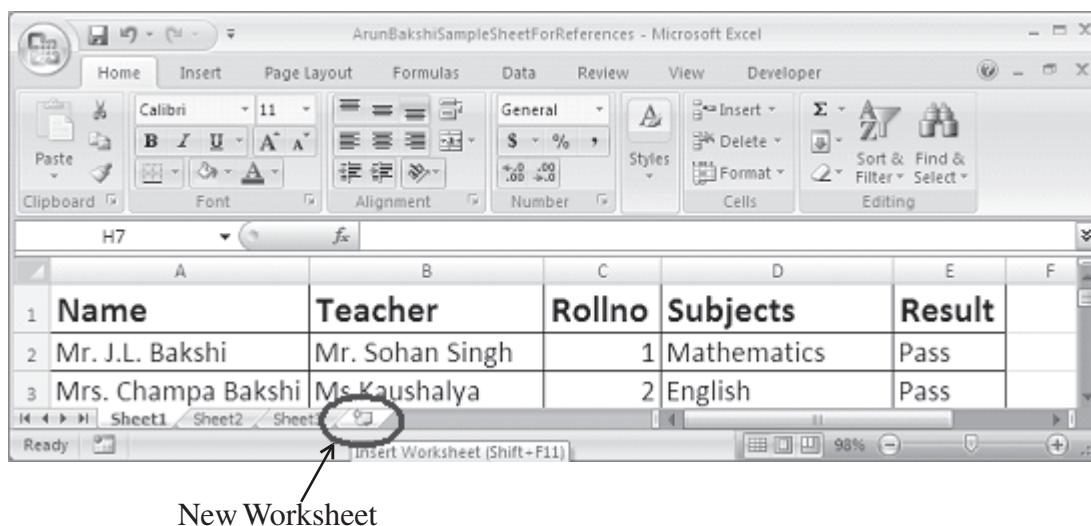 ArunBakshiSampleSheetForReferences - Microsoft Excel
Home Insert Page Layout Formulas Data Review View Developer
Calibri 11 General Insert Σ
B I U A A $ % , Delete
Paste Styles Format Sort & Filter Find & Select
Clipboard Font Alignment Number Cells Editing
H7 fx
A B C D E F
1 Name Teacher Rollno Subjects Result
2 Mr. J.L. Bakshi Mr. Sohan Singh 1 Mathematics Pass
3 Mrs. Champa Bakshi Ms Kaushalya 2 English Pass
Sheet1 Sheet2 Sheet
Ready 98%
Insert Worksheet (Shift+F11)
New Worksheet